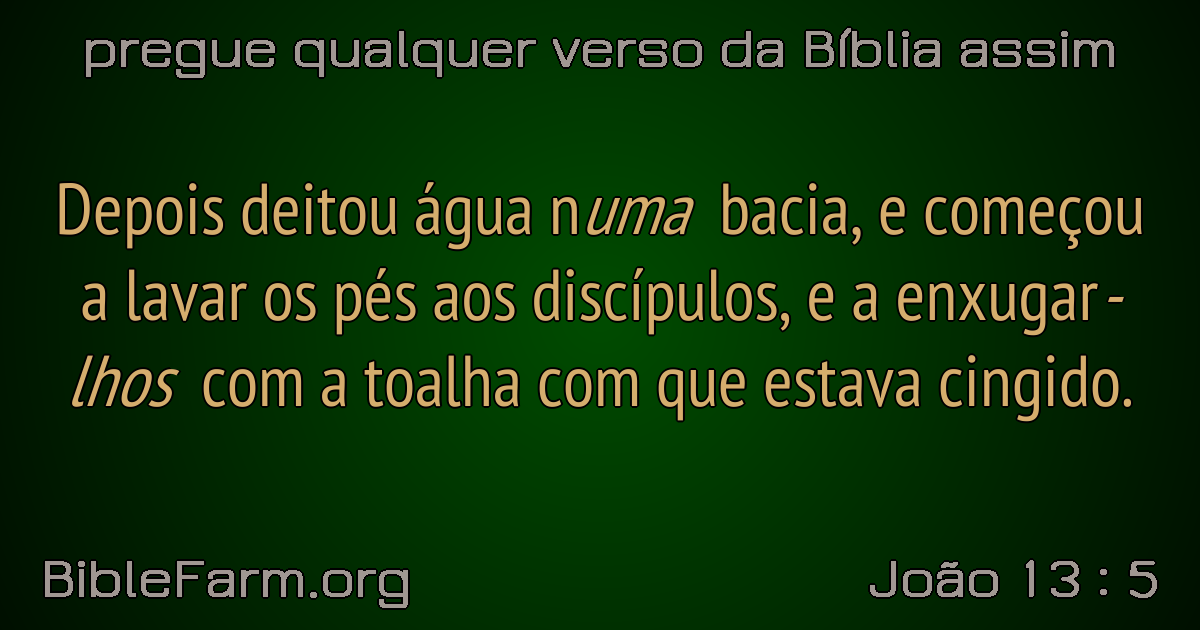 pregue qualquer verso da Bíblia assim
Depois deitou água numa bacia, e começou
a lavar os pés aos discípulos, e a enxugar-
lhos com a toalha com que estava cingido.
BibleFarm.org
João 13 : 5